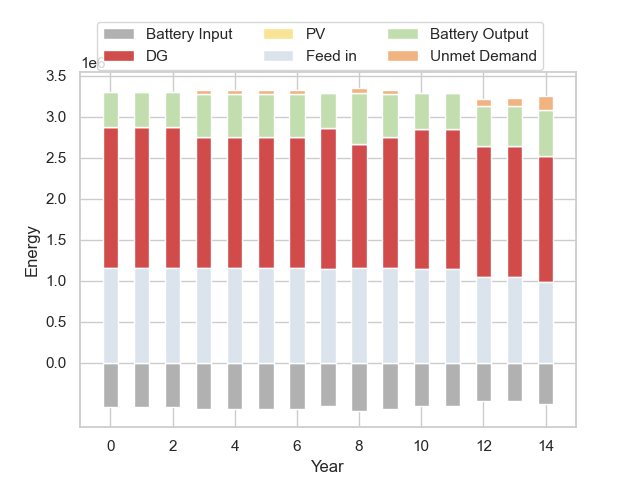 Battery Input PV Battery Output
DG Feed in Unmet Demand
1e6
3.5
3.0
2.5
2.0
1.5
1.0
0.5
0.0
Energy
0 2 4 6 8 10 12 14
Year